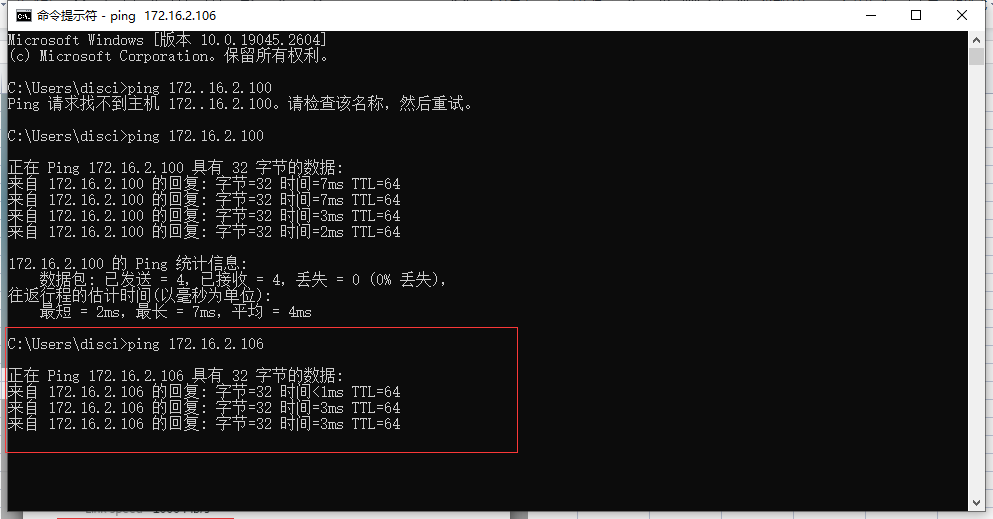 命令提示符 - ping  172.16.2.106
Microsoft Windows [版本 10.0.19045.2604]
(c) Microsoft Corporation。保留所有权利。
C:\Users\disci>ping 172..16.2.100
Ping 请求找不到主机 172..16.2.100。请检查该名称，然后重试。
C:\Users\disci>ping 172.16.2.100
正在 Ping 172.16.2.100 具有 32 字节的数据:
来自 172.16.2.100 的回复: 字节=32 时间=7ms TTL=64
来自 172.16.2.100 的回复: 字节=32 时间=7ms TTL=64
来自 172.16.2.100 的回复: 字节=32 时间=3ms TTL=64
来自 172.16.2.100 的回复: 字节=32 时间=2ms TTL=64
172.16.2.100 的 Ping 统计信息:
    数据包: 已发送 = 4，已接收 = 4，丢失 = 0 (0% 丢失)，
往返行程的估计时间(以毫秒为单位):
    最短 = 2ms，最长 = 7ms，平均 = 4ms
C:\Users\disci>ping 172.16.2.106
正在 Ping 172.16.2.106 具有 32 字节的数据:
来自 172.16.2.106 的回复: 字节=32 时间<1ms TTL=64
来自 172.16.2.106 的回复: 字节=32 时间=3ms TTL=64
来自 172.16.2.106 的回复: 字节=32 时间=3ms TTL=64